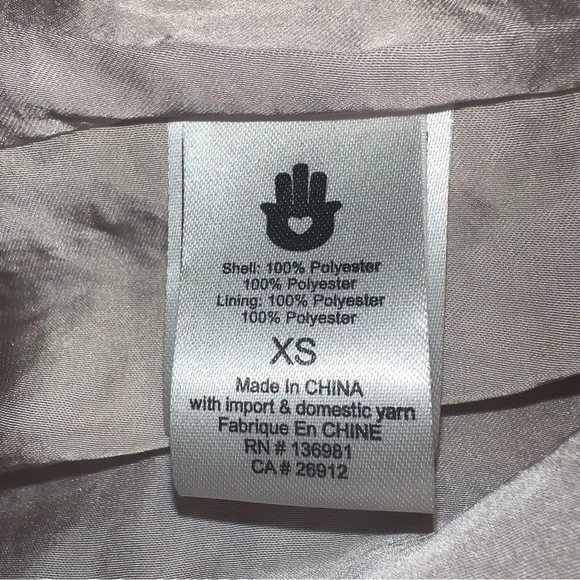 Shell: 100% Polyester
100% Polyester
Lining: 100% Polyester
100% Polyester
XS
Made In CHINA
with import & domestic yarn
Fabrique En CHINE
RN # 136981
CA # 26912